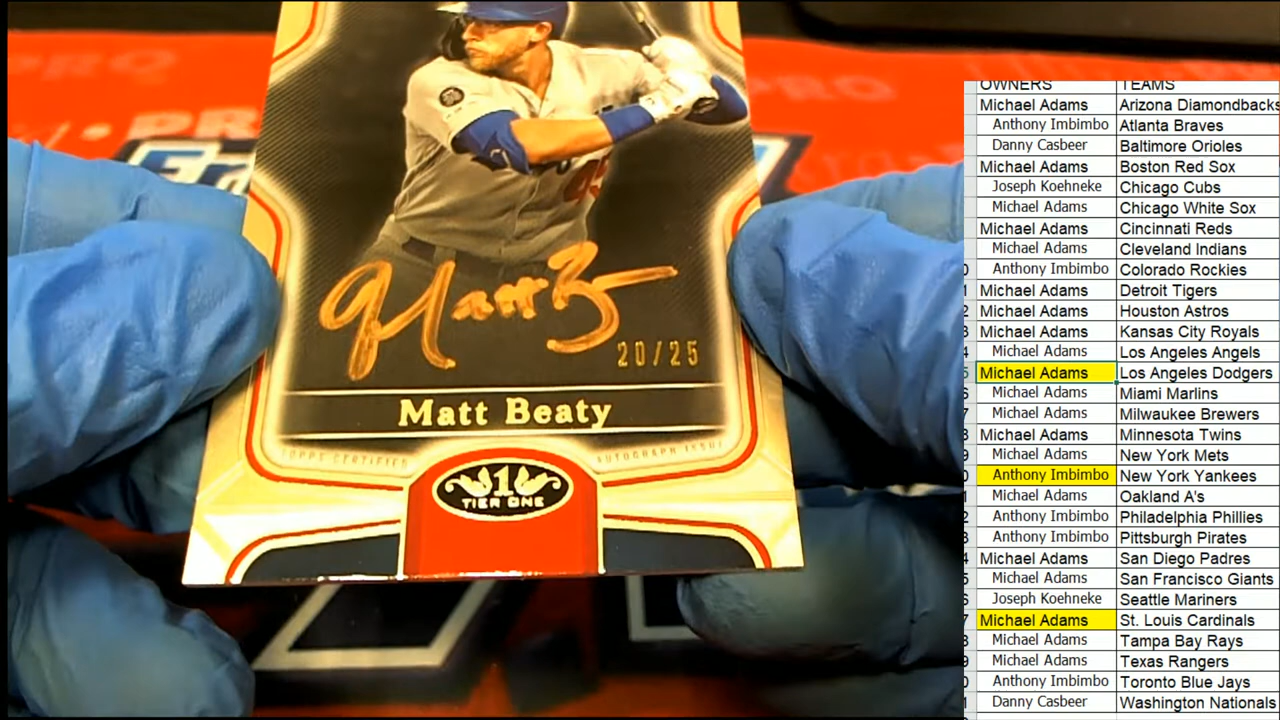 20/25
Matt Beaty
TOPPS CERTIFIED AUTOGRAPH ISSUE
1
TIER ONE
OWNERS TEAMS
Michael Adams Arizona Diamondbacks
Anthony Imbimbo Atlanta Braves
Danny Casbeer Baltimore Orioles
Michael Adams Boston Red Sox
Joseph Koehneke Chicago Cubs
Michael Adams Chicago White Sox
Michael Adams Cincinnati Reds
Michael Adams Cleveland Indians
Anthony Imbimbo Colorado Rockies
Michael Adams Detroit Tigers
Michael Adams Houston Astros
Michael Adams Kansas City Royals
Michael Adams Los Angeles Angels
Michael Adams Los Angeles Dodgers
Michael Adams Miami Marlins
Michael Adams Milwaukee Brewers
Michael Adams Minnesota Twins
Michael Adams New York Mets
Anthony Imbimbo New York Yankees
Michael Adams Oakland A's
Anthony Imbimbo Philadelphia Phillies
Anthony Imbimbo Pittsburgh Pirates
Michael Adams San Diego Padres
Michael Adams San Francisco Giants
Joseph Koehneke Seattle Mariners
Michael Adams St. Louis Cardinals
Michael Adams Tampa Bay Rays
Michael Adams Texas Rangers
Anthony Imbimbo Toronto Blue Jays
Danny Casbeer Washington Nationals